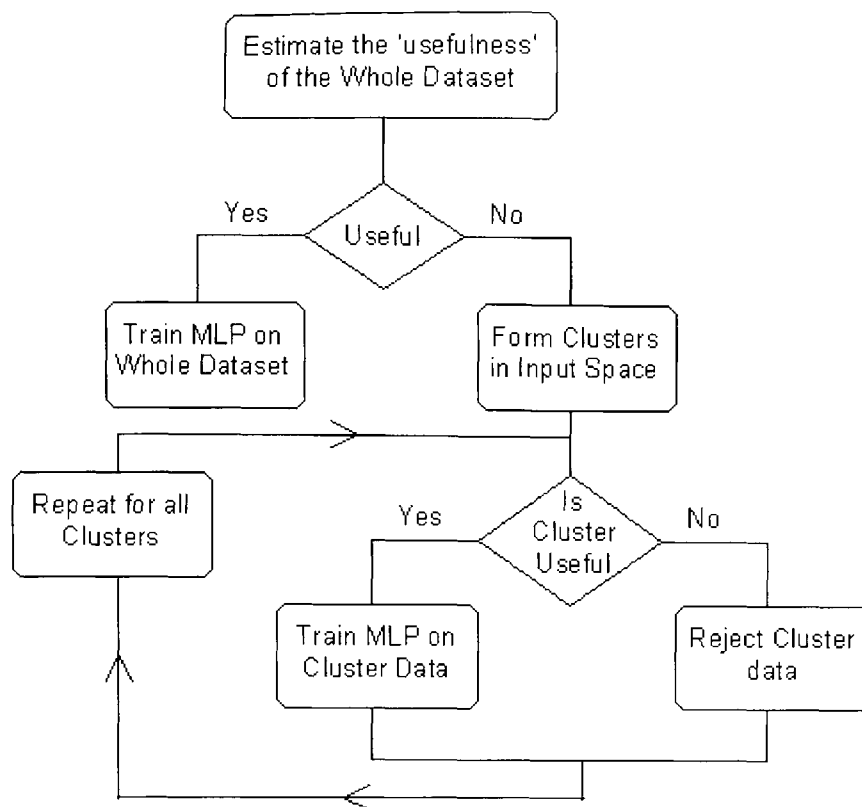 Estimate the 'usefulness'
of the Whole Dataset
Yes
Useful
No
Train MLP on
Whole Dataset
Form Clusters
in Input Space
Repeat for all
Clusters
Yes
Is
Cluster
Useful
No
Train MLP on
Cluster Data
Reject Cluster
data